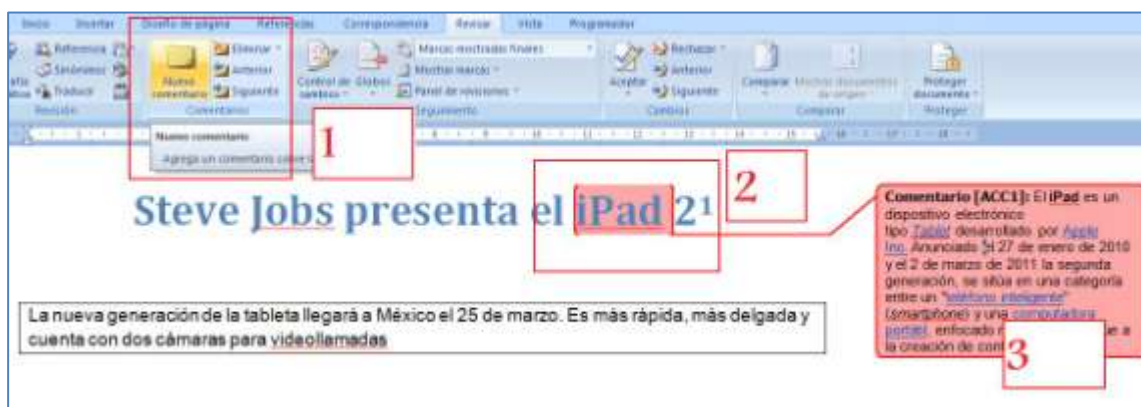 Inicio Insertar Diseño de página Referencias Correspondencia Revisar Vista Programador
Referencia Eliminar Marcas mostradas finales Rechazar
Sinónimos Nuevo comentario Anterior Control de cambios Globos Mostrar marcas Aceptar Anterior Comparar Mostrar documentos de origen Proteger documento
Traducir Siguiente Panel de revisiones Siguiente
Revisión Comentarios Seguimiento Cambios Comparar Proteger
Nuevo comentario
Agrega un comentario sobre
1
2
Steve Jobs presenta el iPad 2¹
Comentario [ACC1]: El iPad es un
dispositivo electrónico
tipo Tablet desarrollado por Apple
Inc. Anunciado el 27 de enero de 2010
y el 2 de marzo de 2011 la segunda
generación, se sitúa en una categoría
entre un "teléfono inteligente"
(smartphone) y una computadora
portátil, enfocado a
la creación de
3
La nueva generación de la tableta llegará a México el 25 de marzo. Es más rápida, más delgada y
cuenta con dos cámaras para videollamadas